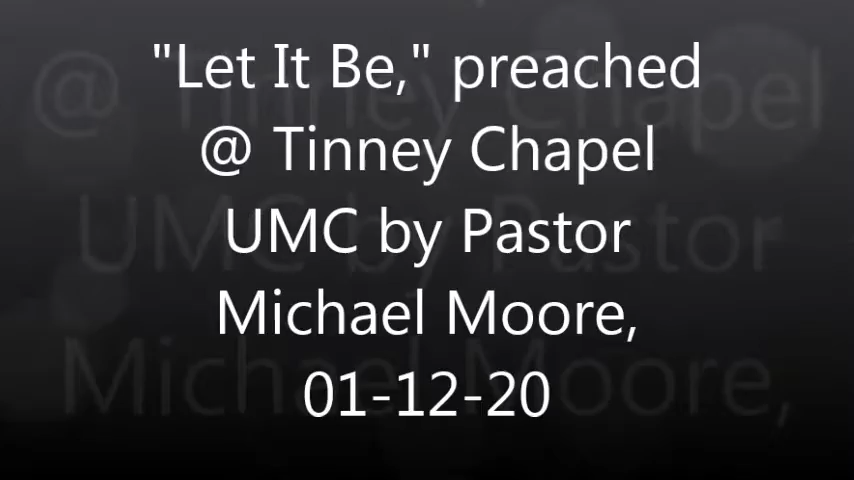 "Let It Be," preached
@ Tinney Chapel
UMC by Pastor
Michael Moore,
01-12-20